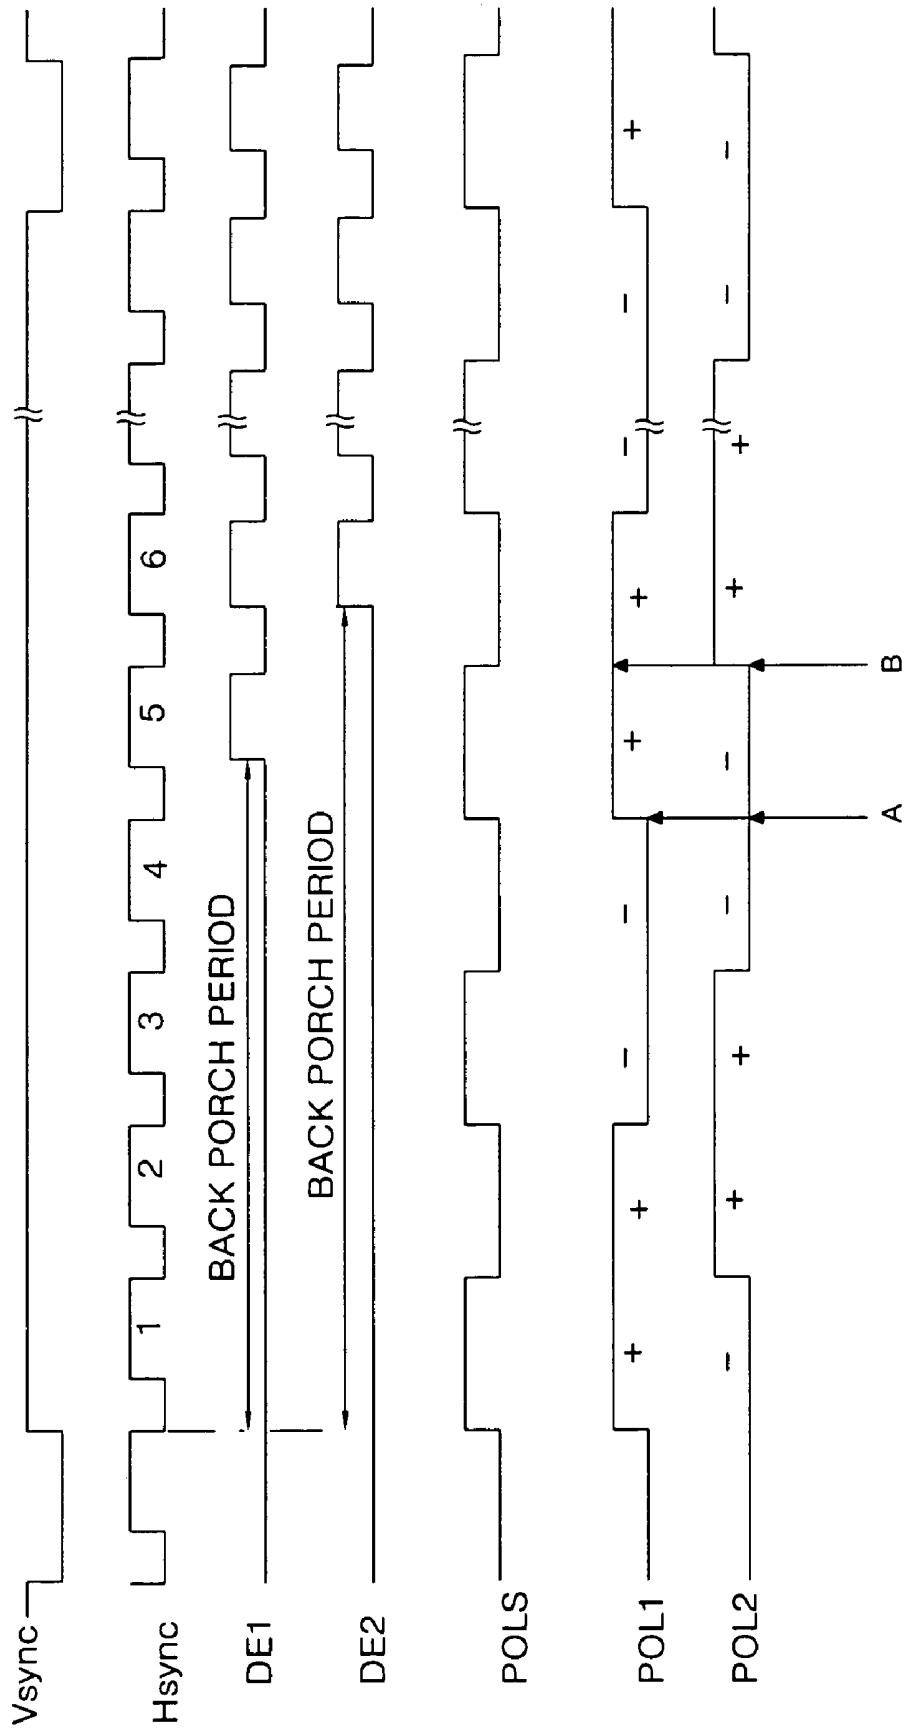 Vsync
Hsync 1 2 3 4 5 6
DE1 BACK PORCH PERIOD
DE2 BACK PORCH PERIOD
POLS
POL1 + + − − + + − − +
POL2 − + + − − + + − −
A B